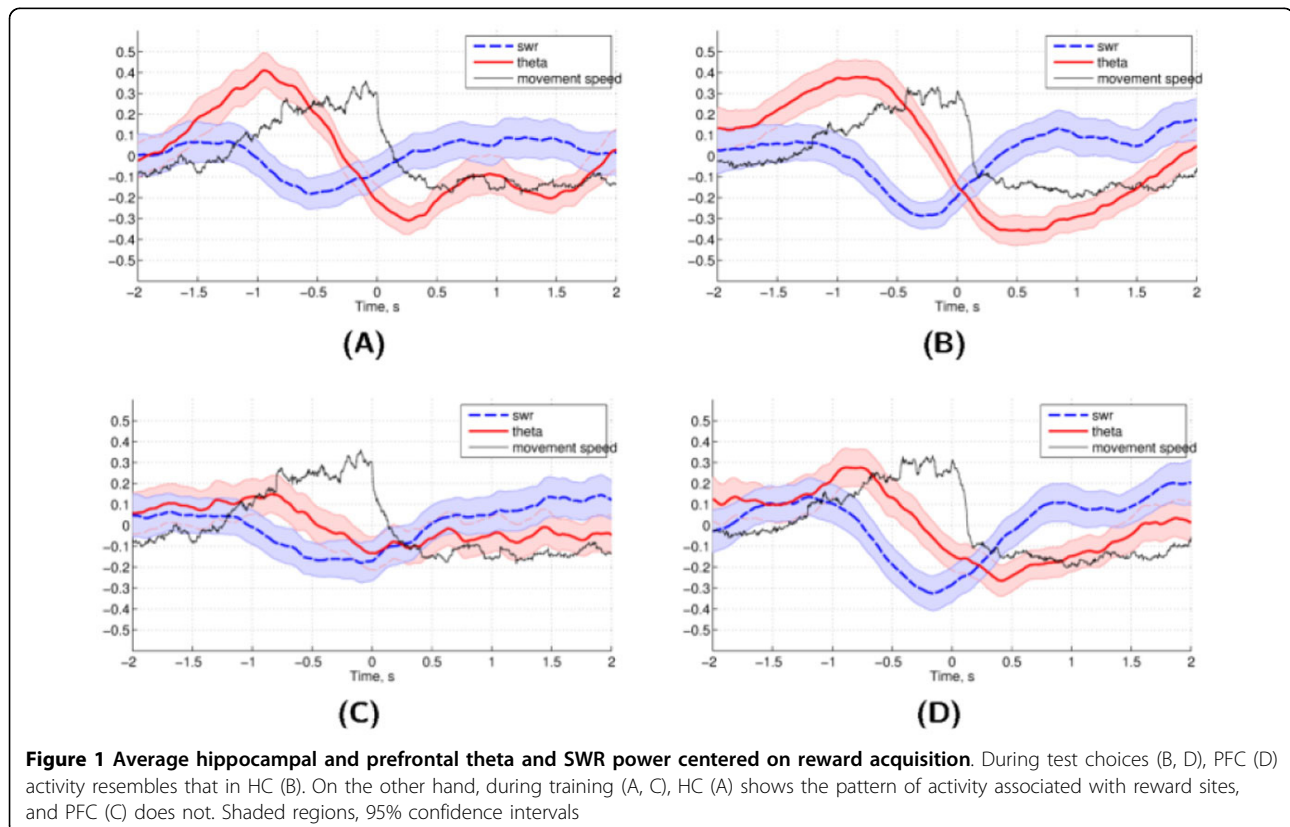 swr
theta
movement speed
0.5
0.4
0.3
0.2
0.1
0
−0.1
−0.2
−0.3
−0.4
−0.5
−2 −1.5 −1 −0.5 0 0.5 1 1.5 2
Time, s
(A)
swr
theta
movement speed
0.5
0.4
0.3
0.2
0.1
0
−0.1
−0.2
−0.3
−0.4
−0.5
−2 −1.5 −1 −0.5 0 0.5 1 1.5 2
Time, s
(B)
swr
theta
movement speed
0.5
0.4
0.3
0.2
0.1
0
−0.1
−0.2
−0.3
−0.4
−0.5
−2 −1.5 −1 −0.5 0 0.5 1 1.5 2
Time, s
(C)
swr
theta
movement speed
0.5
0.4
0.3
0.2
0.1
0
−0.1
−0.2
−0.3
−0.4
−0.5
−2 −1.5 −1 −0.5 0 0.5 1 1.5 2
Time, s
(D)
Figure 1 Average hippocampal and prefrontal theta and SWR power centered on reward acquisition. During test choices (B, D), PFC (D)
activity resembles that in HC (B). On the other hand, during training (A, C), HC (A) shows the pattern of activity associated with reward sites,
and PFC (C) does not. Shaded regions, 95% confidence intervals